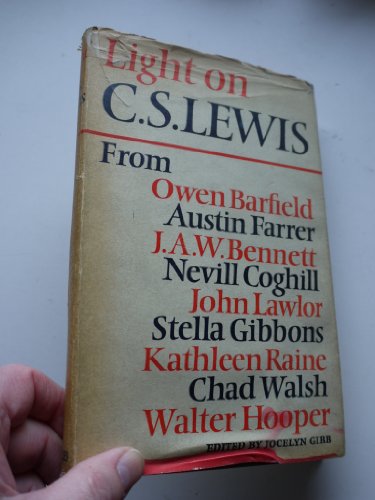 Light on
C.S.LEWIS
From
Owen Barfield
Austin Farrer
J.A.W.Bennett
Nevill Coghill
John Lawlor
Stella Gibbons
Kathleen Raine
Chad Walsh
Walter Hooper
EDITED BY JOCELYN GIBB